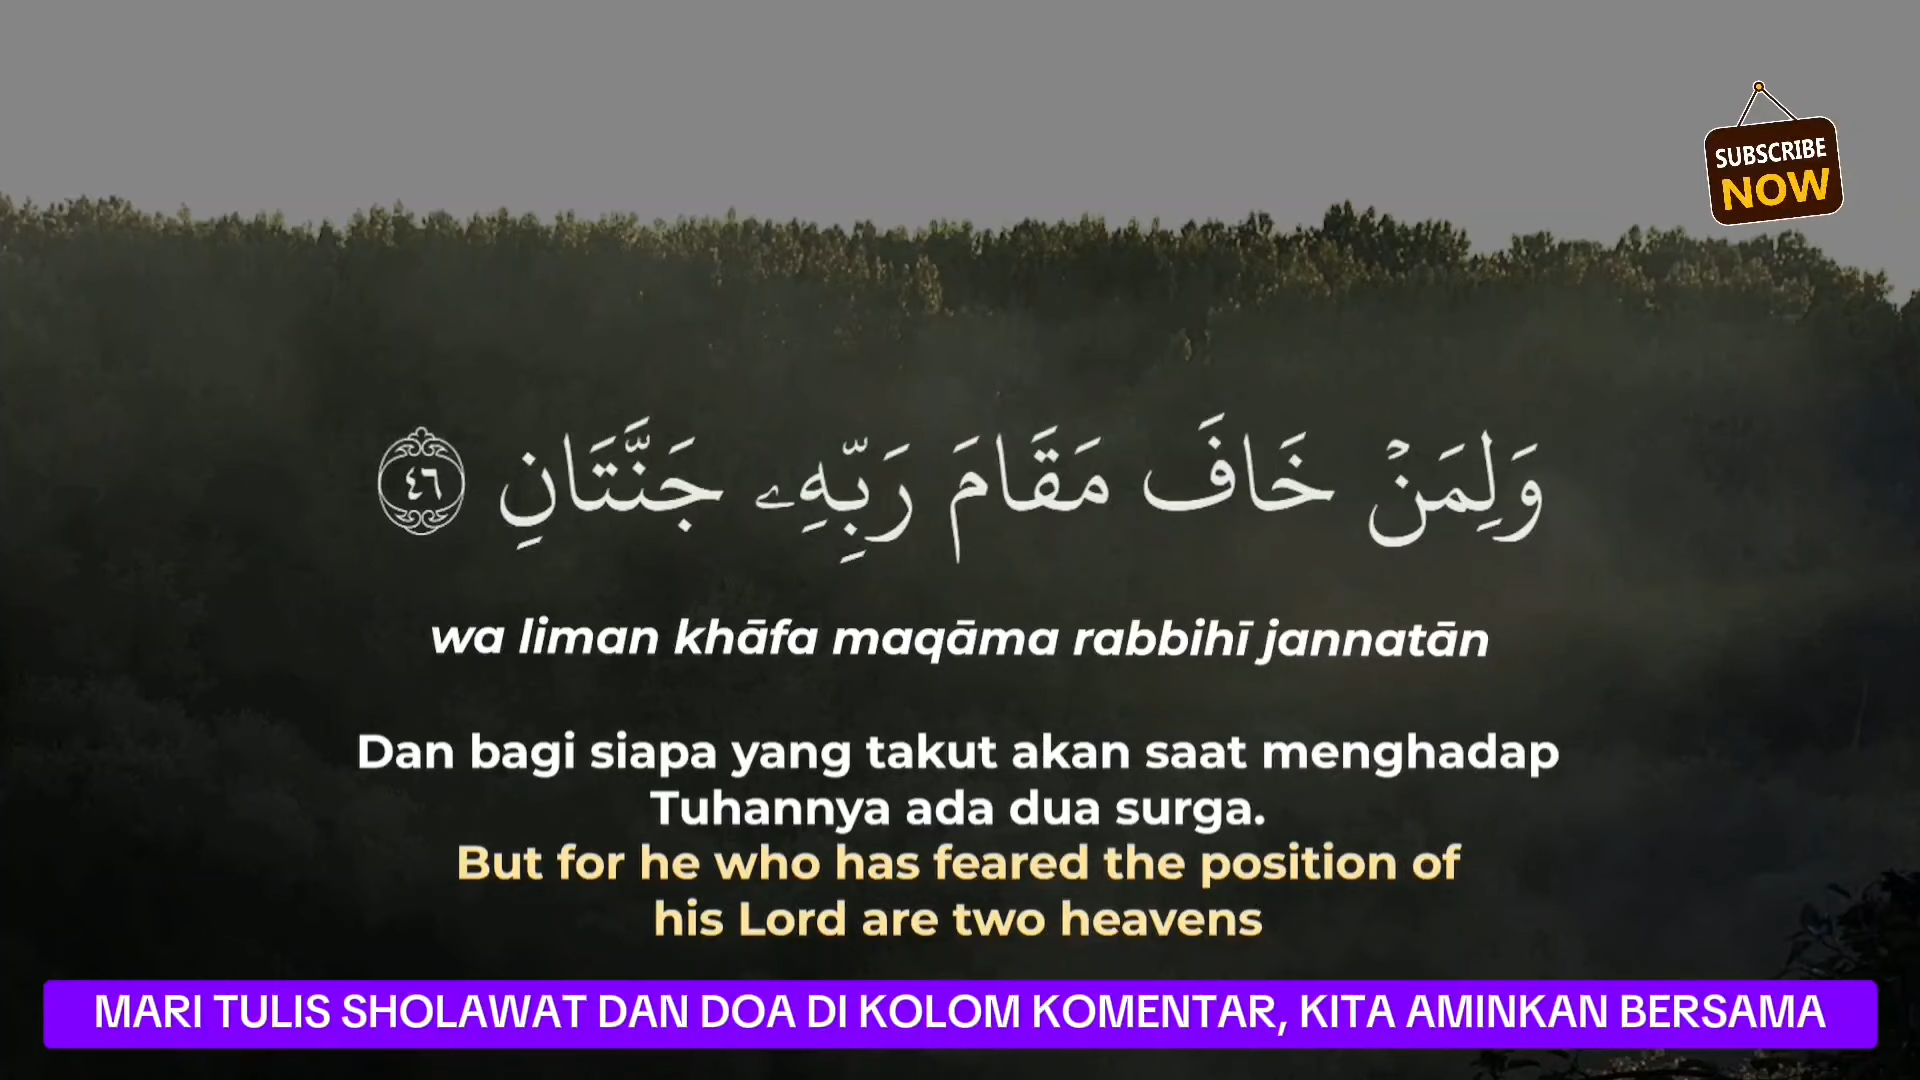 SUBSCRIBE
NOW
وَلِمَنْ خَافَ مَقَامَ رَبِّهِۦ جَنَّتَانِ ٤٦
wa liman khāfa maqāma rabbihī jannatān
Dan bagi siapa yang takut akan saat menghadap
Tuhannya ada dua surga.
But for he who has feared the position of
his Lord are two heavens
MARI TULIS SHOLAWAT DAN DOA DI KOLOM KOMENTAR, KITA AMINKAN BERSAMA